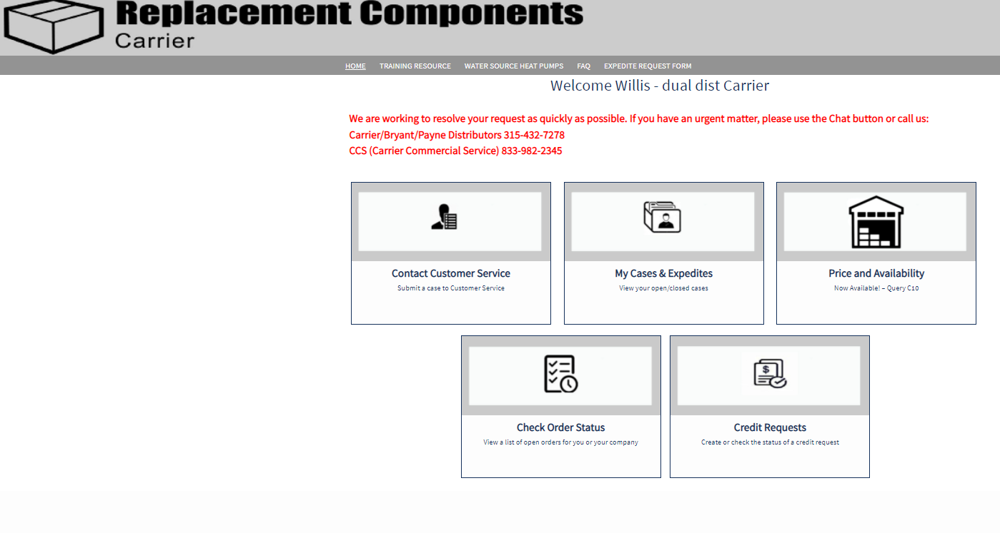 Replacement Components
Carrier
HOME TRAINING RESOURCE WATER SOURCE HEAT PUMPS FAQ EXPEDITE REQUEST FORM
Welcome Willis - dual dist Carrier
We are working to resolve your request as quickly as possible. If you have an urgent matter, please use the Chat button or call us:
Carrier/Bryant/Payne Distributors 315-432-7278
CCS (Carrier Commercial Service) 833-982-2345
Contact Customer Service
Submit a case to Customer Service
My Cases & Expedites
View your open/closed cases
Price and Availability
Now Available! – Query C10
Check Order Status
View a list of open orders for you or your company
$
Credit Requests
Create or check the status of a credit request